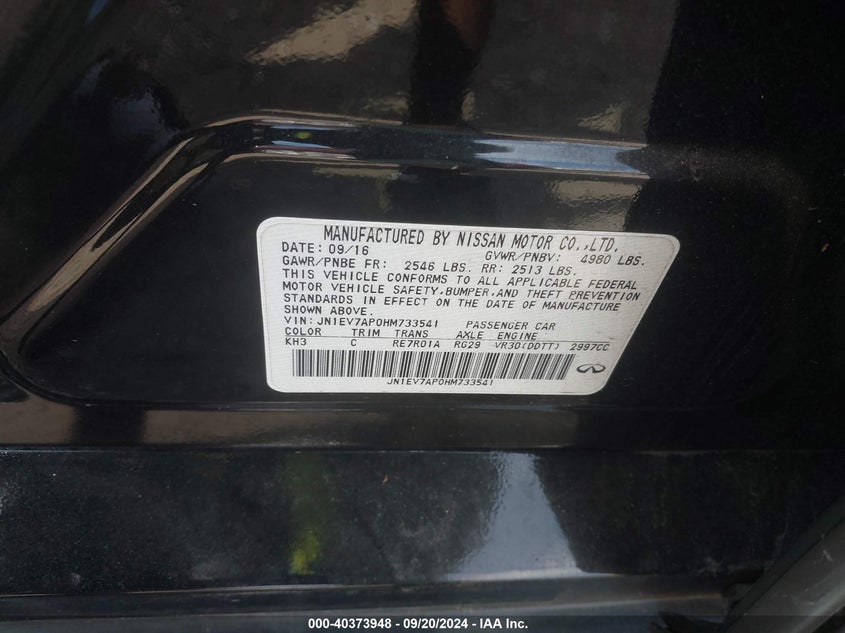 MANUFACTURED BY NISSAN MOTOR CO.,LTD.
DATE: 09/16 GVWR/PNBV: 4980 LBS.
GAWR/PNBE FR: 2546 LBS. RR: 2513 LBS.
THIS VEHICLE CONFORMS TO ALL APPLICABLE FEDERAL
MOTOR VEHICLE SAFETY,BUMPER,AND THEFT PREVENTION
STANDARDS IN EFFECT ON THE DATE OF MANUFACTURE
SHOWN ABOVE.
VIN: JN1EV7AP0HM733541 PASSENGER CAR
COLOR TRIM TRANS AXLE ENGINE
KH3 C RE7R01A RG29 VR30(DDTT) 2997CC
JN1EV7AP0HM733541
000-40373948 - 09/20/2024 - IAA Inc.